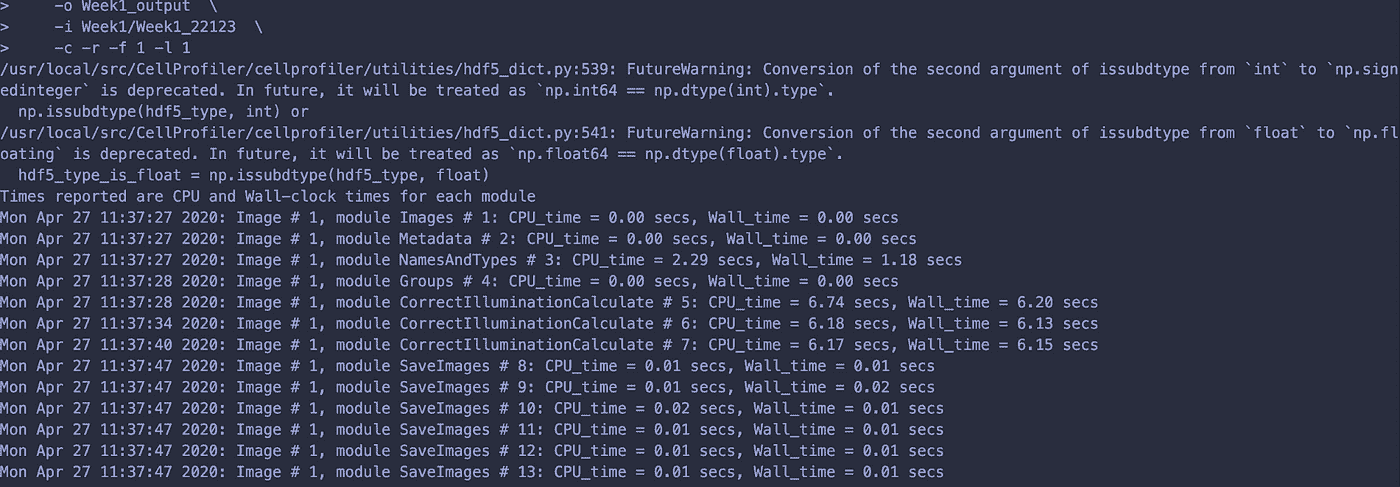 >     -o Week1_output  \
>     -i Week1/Week1_22123  \
>     -c -r -f 1 -l 1
/usr/local/src/CellProfiler/cellprofiler/utilities/hdf5_dict.py:539: FutureWarning: Conversion of the second argument of issubdtype from `int` to `np.sign
edinteger` is deprecated. In future, it will be treated as `np.int64 == np.dtype(int).type`.
  np.issubdtype(hdf5_type, int) or
/usr/local/src/CellProfiler/cellprofiler/utilities/hdf5_dict.py:541: FutureWarning: Conversion of the second argument of issubdtype from `float` to `np.fl
oating` is deprecated. In future, it will be treated as `np.float64 == np.dtype(float).type`.
  hdf5_type_is_float = np.issubdtype(hdf5_type, float)
Times reported are CPU and Wall-clock times for each module
Mon Apr 27 11:37:27 2020: Image # 1, module Images # 1: CPU_time = 0.00 secs, Wall_time = 0.00 secs
Mon Apr 27 11:37:27 2020: Image # 1, module Metadata # 2: CPU_time = 0.00 secs, Wall_time = 0.00 secs
Mon Apr 27 11:37:27 2020: Image # 1, module NamesAndTypes # 3: CPU_time = 2.29 secs, Wall_time = 1.18 secs
Mon Apr 27 11:37:28 2020: Image # 1, module Groups # 4: CPU_time = 0.00 secs, Wall_time = 0.00 secs
Mon Apr 27 11:37:28 2020: Image # 1, module CorrectIlluminationCalculate # 5: CPU_time = 6.74 secs, Wall_time = 6.20 secs
Mon Apr 27 11:37:34 2020: Image # 1, module CorrectIlluminationCalculate # 6: CPU_time = 6.18 secs, Wall_time = 6.13 secs
Mon Apr 27 11:37:40 2020: Image # 1, module CorrectIlluminationCalculate # 7: CPU_time = 6.17 secs, Wall_time = 6.15 secs
Mon Apr 27 11:37:47 2020: Image # 1, module SaveImages # 8: CPU_time = 0.01 secs, Wall_time = 0.01 secs
Mon Apr 27 11:37:47 2020: Image # 1, module SaveImages # 9: CPU_time = 0.01 secs, Wall_time = 0.02 secs
Mon Apr 27 11:37:47 2020: Image # 1, module SaveImages # 10: CPU_time = 0.02 secs, Wall_time = 0.01 secs
Mon Apr 27 11:37:47 2020: Image # 1, module SaveImages # 11: CPU_time = 0.01 secs, Wall_time = 0.01 secs
Mon Apr 27 11:37:47 2020: Image # 1, module SaveImages # 12: CPU_time = 0.01 secs, Wall_time = 0.01 secs
Mon Apr 27 11:37:47 2020: Image # 1, module SaveImages # 13: CPU_time = 0.01 secs, Wall_time = 0.01 secs